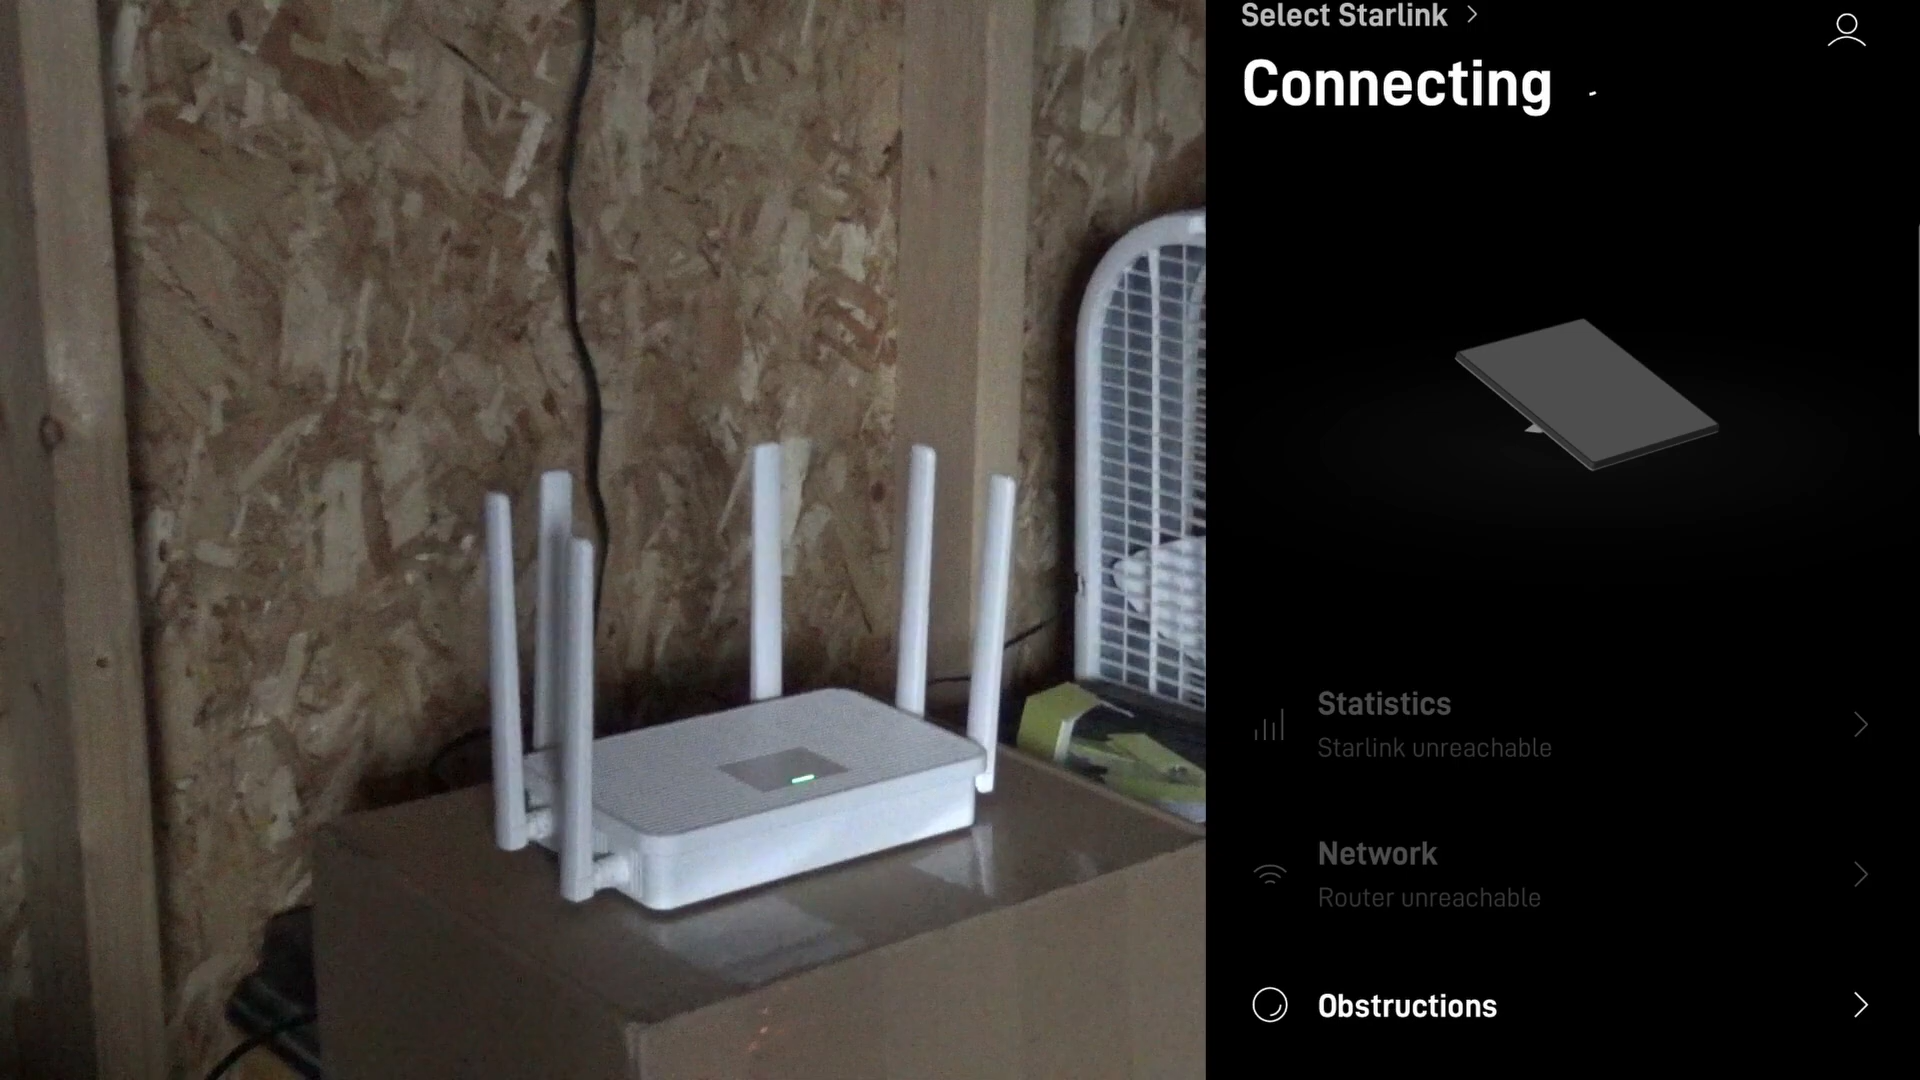 Select Starlink
Connecting
Statistics
Starlink unreachable
Network
Router unreachable
Obstructions